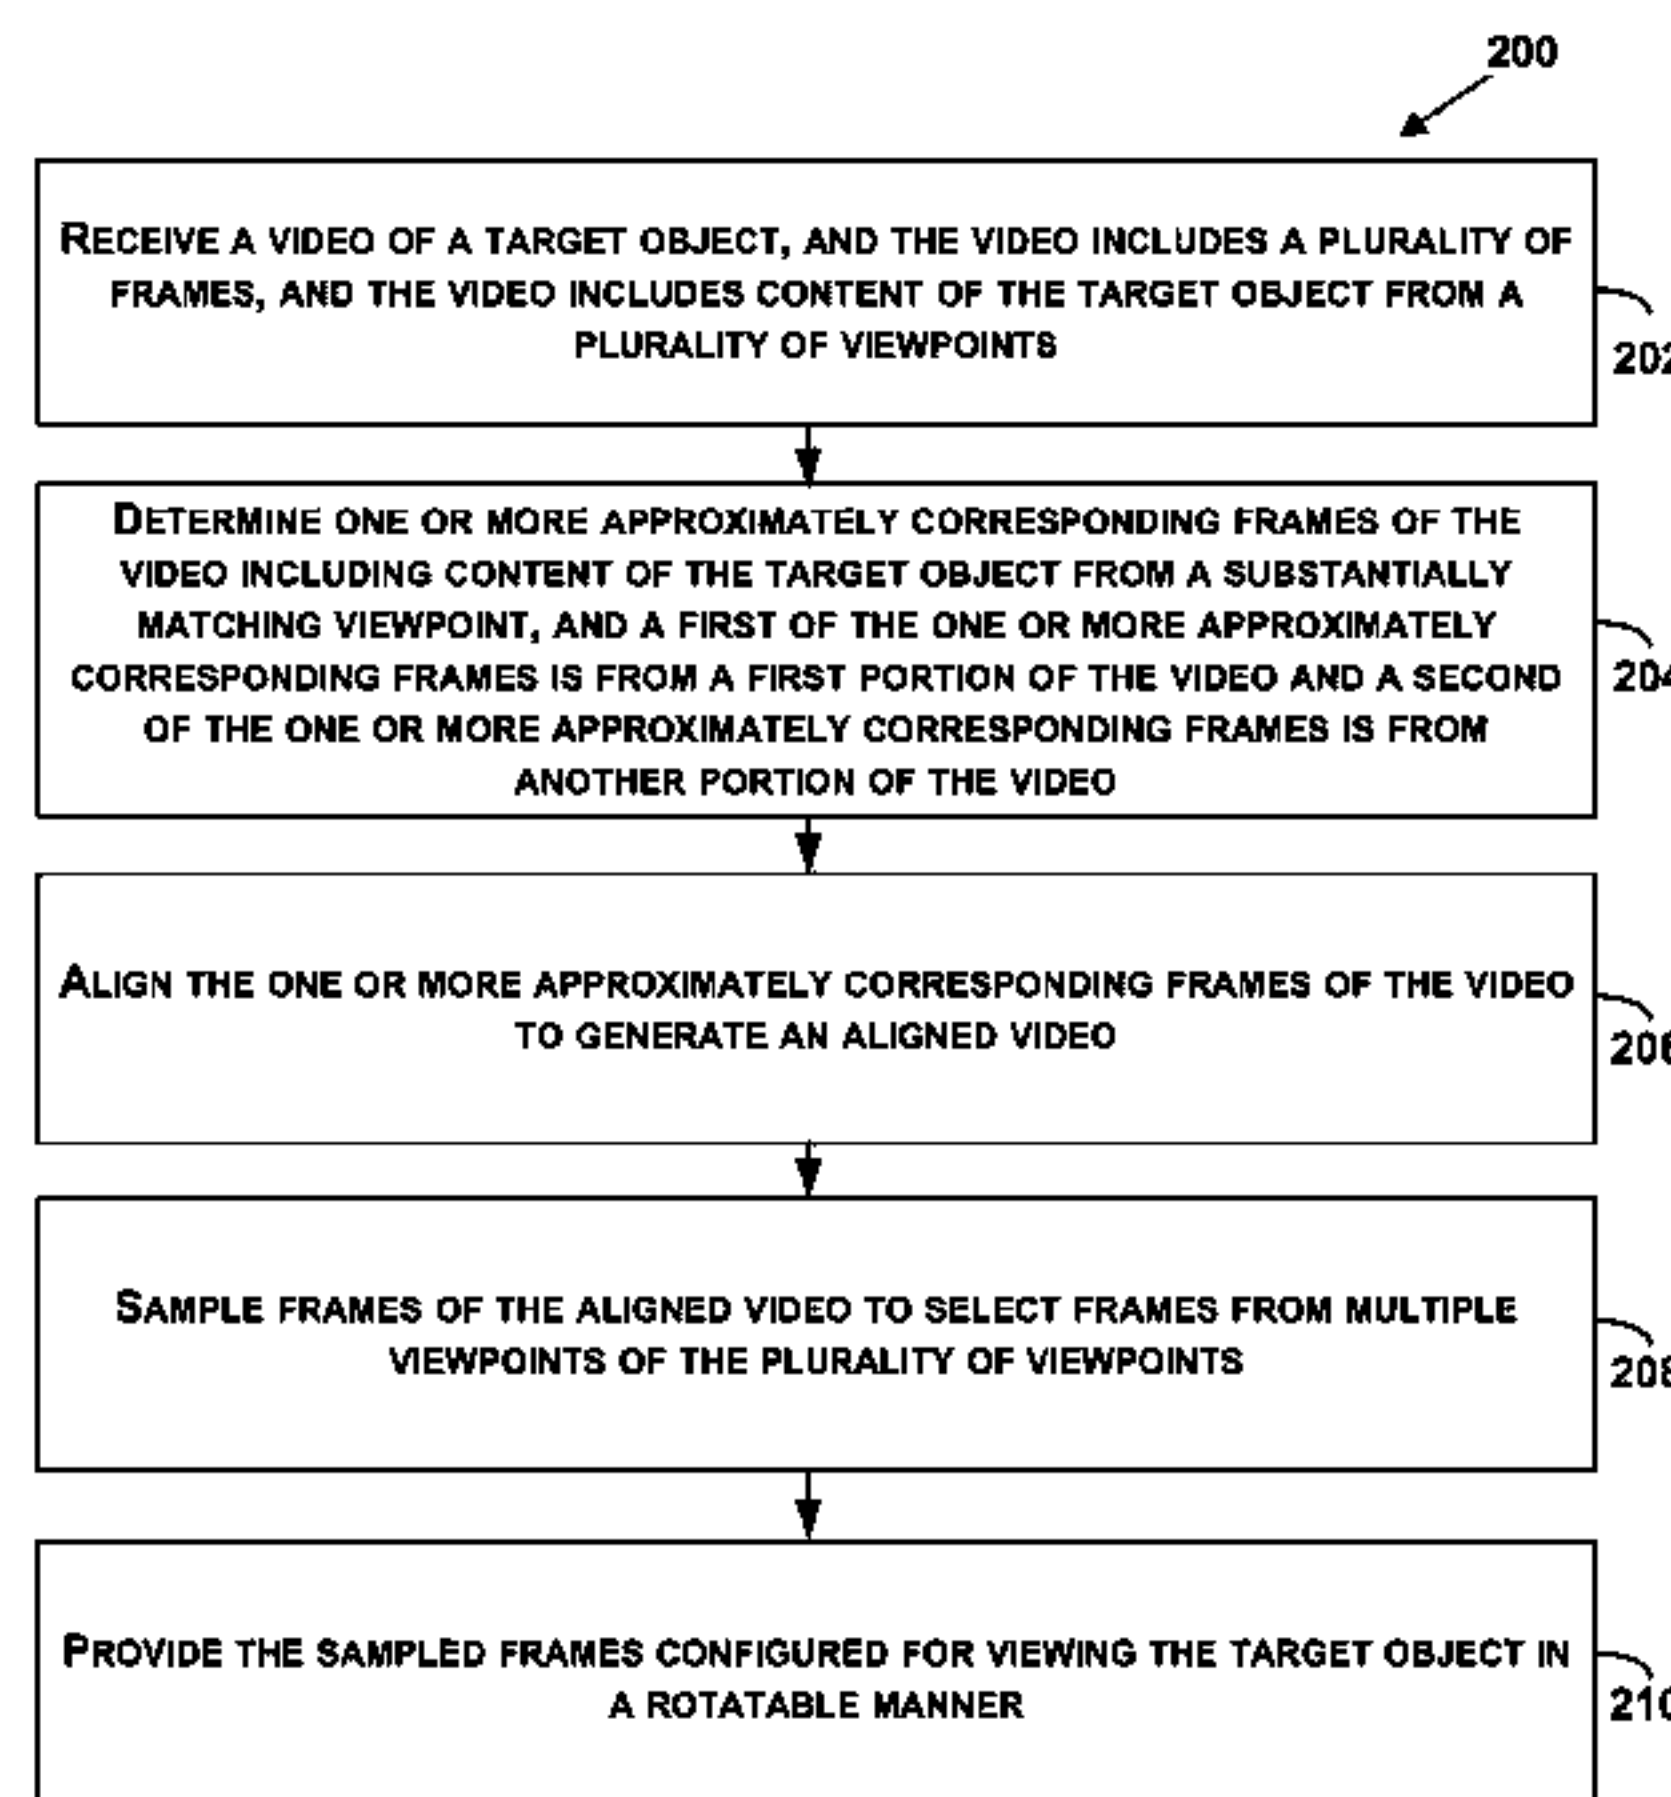 200
RECEIVE A VIDEO OF A TARGET OBJECT, AND THE VIDEO INCLUDES A PLURALITY OF
FRAMES, AND THE VIDEO INCLUDES CONTENT OF THE TARGET OBJECT FROM A
PLURALITY OF VIEWPOINTS
202
DETERMINE ONE OR MORE APPROXIMATELY CORRESPONDING FRAMES OF THE
VIDEO INCLUDING CONTENT OF THE TARGET OBJECT FROM A SUBSTANTIALLY
MATCHING VIEWPOINT, AND A FIRST OF THE ONE OR MORE APPROXIMATELY
CORRESPONDING FRAMES IS FROM A FIRST PORTION OF THE VIDEO AND A SECOND
OF THE ONE OR MORE APPROXIMATELY CORRESPONDING FRAMES IS FROM
ANOTHER PORTION OF THE VIDEO
204
ALIGN THE ONE OR MORE APPROXIMATELY CORRESPONDING FRAMES OF THE VIDEO
TO GENERATE AN ALIGNED VIDEO
206
SAMPLE FRAMES OF THE ALIGNED VIDEO TO SELECT FRAMES FROM MULTIPLE
VIEWPOINTS OF THE PLURALITY OF VIEWPOINTS
208
PROVIDE THE SAMPLED FRAMES CONFIGURED FOR VIEWING THE TARGET OBJECT IN
A ROTATABLE MANNER
210